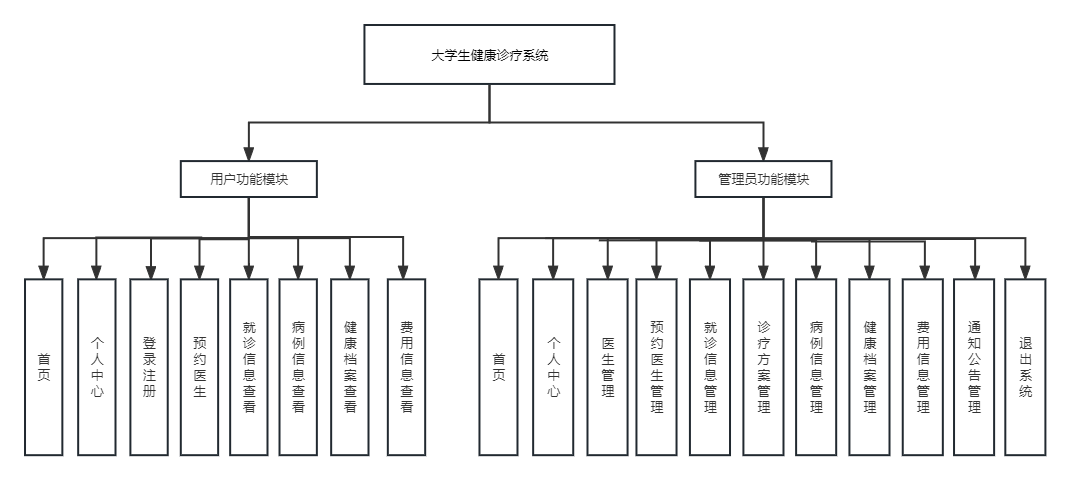 大学生健康诊疗系统
用户功能模块
管理员功能模块
首页
个人中心
登录注册
预约医生
就诊信息查看
病例信息查看
健康档案查看
费用信息查看
首页
个人中心
医生管理
预约医生管理
就诊信息管理
诊疗方案管理
病例信息管理
健康档案管理
费用信息管理
通知公告管理
退出系统